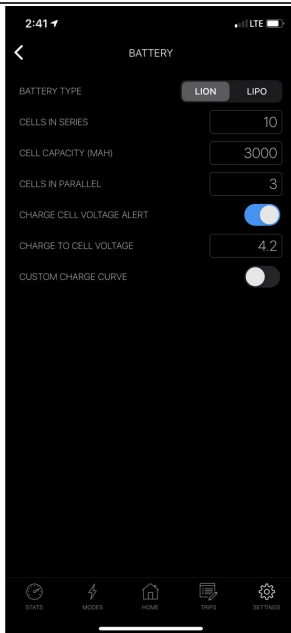 2:41 LTE
BATTERY
BATTERY TYPE LION LIPO
CELLS IN SERIES 10
CELL CAPACITY (MAH) 3000
CELLS IN PARALLEL 3
CHARGE CELL VOLTAGE ALERT
CHARGE TO CELL VOLTAGE 4.2
CUSTOM CHARGE CURVE
STATS MODES HOME TRIPS SETTINGS